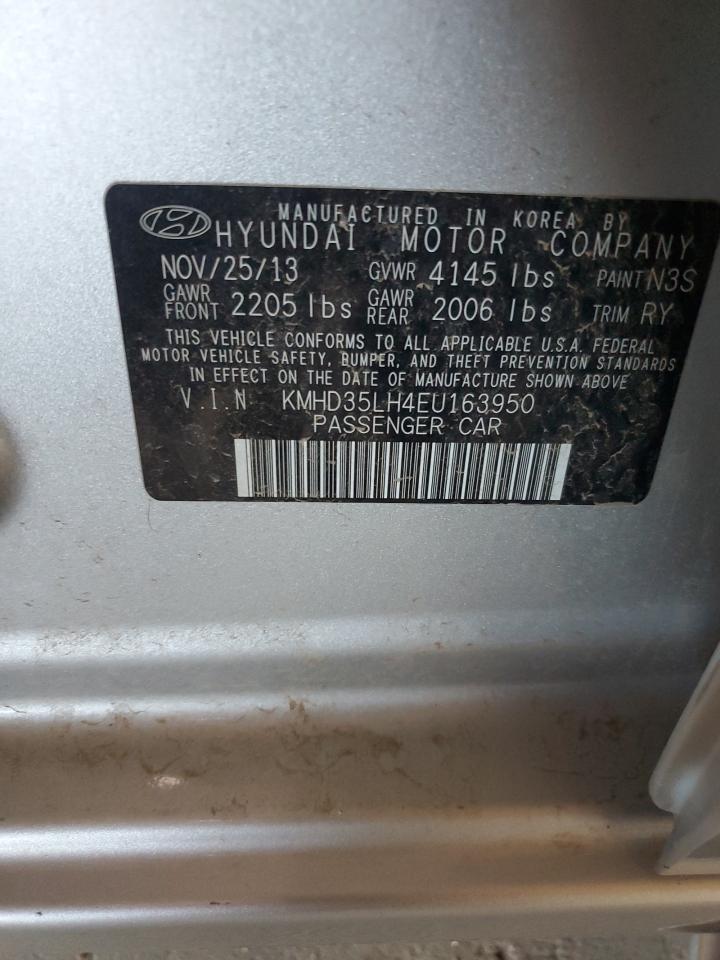 MANUFACTURED IN KOREA BY
HYUNDAI MOTOR COMPANY
NOV/25/13 GVWR 4145 lbs PAINT N3S
GAWR FRONT 2205 lbs GAWR REAR 2006 lbs TRIM RY
THIS VEHICLE CONFORMS TO ALL APPLICABLE U.S.A. FEDERAL
MOTOR VEHICLE SAFETY, BUMPER, AND THEFT PREVENTION STANDARDS
IN EFFECT ON THE DATE OF MANUFACTURE SHOWN ABOVE
V.I.N KMHD35LH4EU163950
PASSENGER CAR